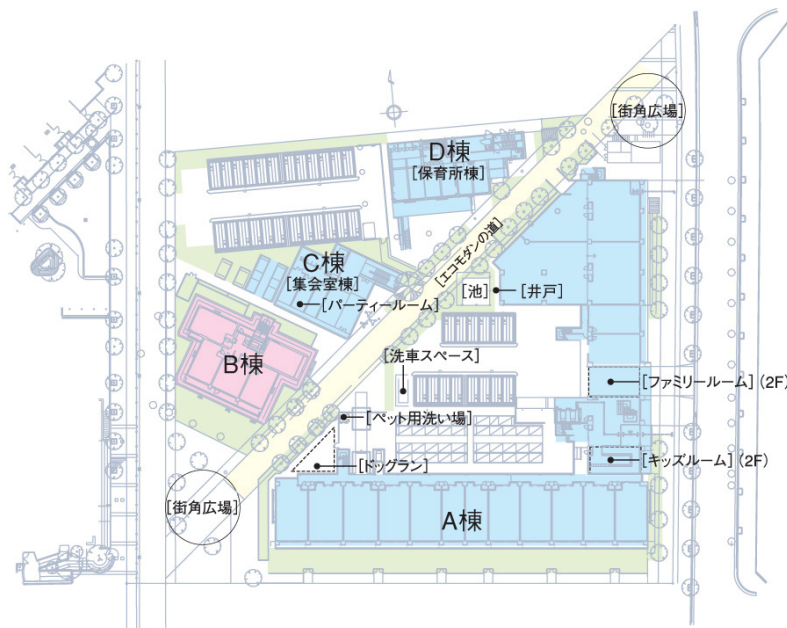 [街角広場]
D棟
[保育所棟]
[エコモダンの道]
C棟
[集会室棟]
[パーティールーム]
[池]
[井戸]
B棟
[洗車スペース]
[ファミリールーム](2F)
[ペット用洗い場]
[ドッグラン]
[キッズルーム](2F)
[街角広場]
A棟